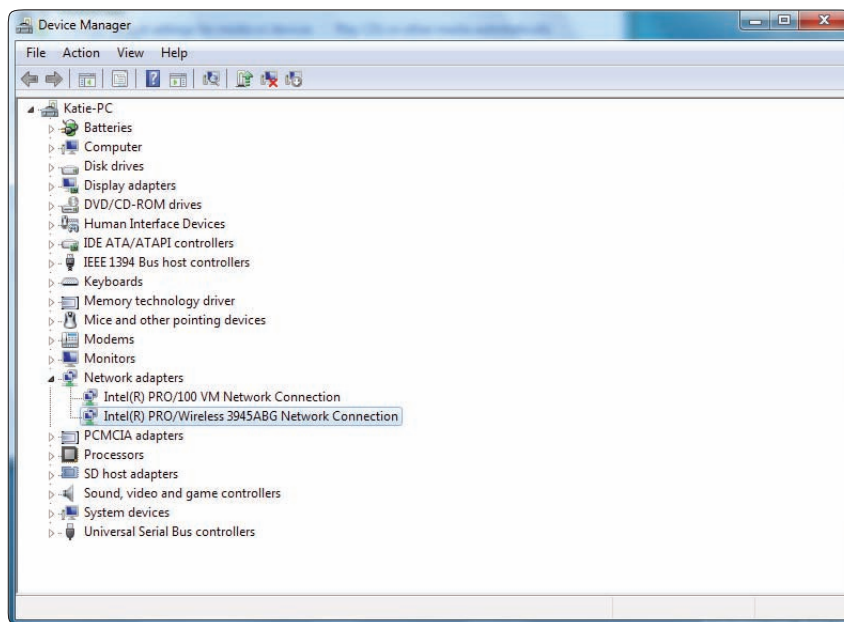 Device Manager
File Action View Help
Katie-PC
Batteries
Computer
Disk drives
Display adapters
DVD/CD-ROM drives
Human Interface Devices
IDE ATA/ATAPI controllers
IEEE 1394 Bus host controllers
Keyboards
Memory technology driver
Mice and other pointing devices
Modems
Monitors
Network adapters
Intel(R) PRO/100 VM Network Connection
Intel(R) PRO/Wireless 3945ABG Network Connection
PCMCIA adapters
Processors
SD host adapters
Sound, video and game controllers
System devices
Universal Serial Bus controllers